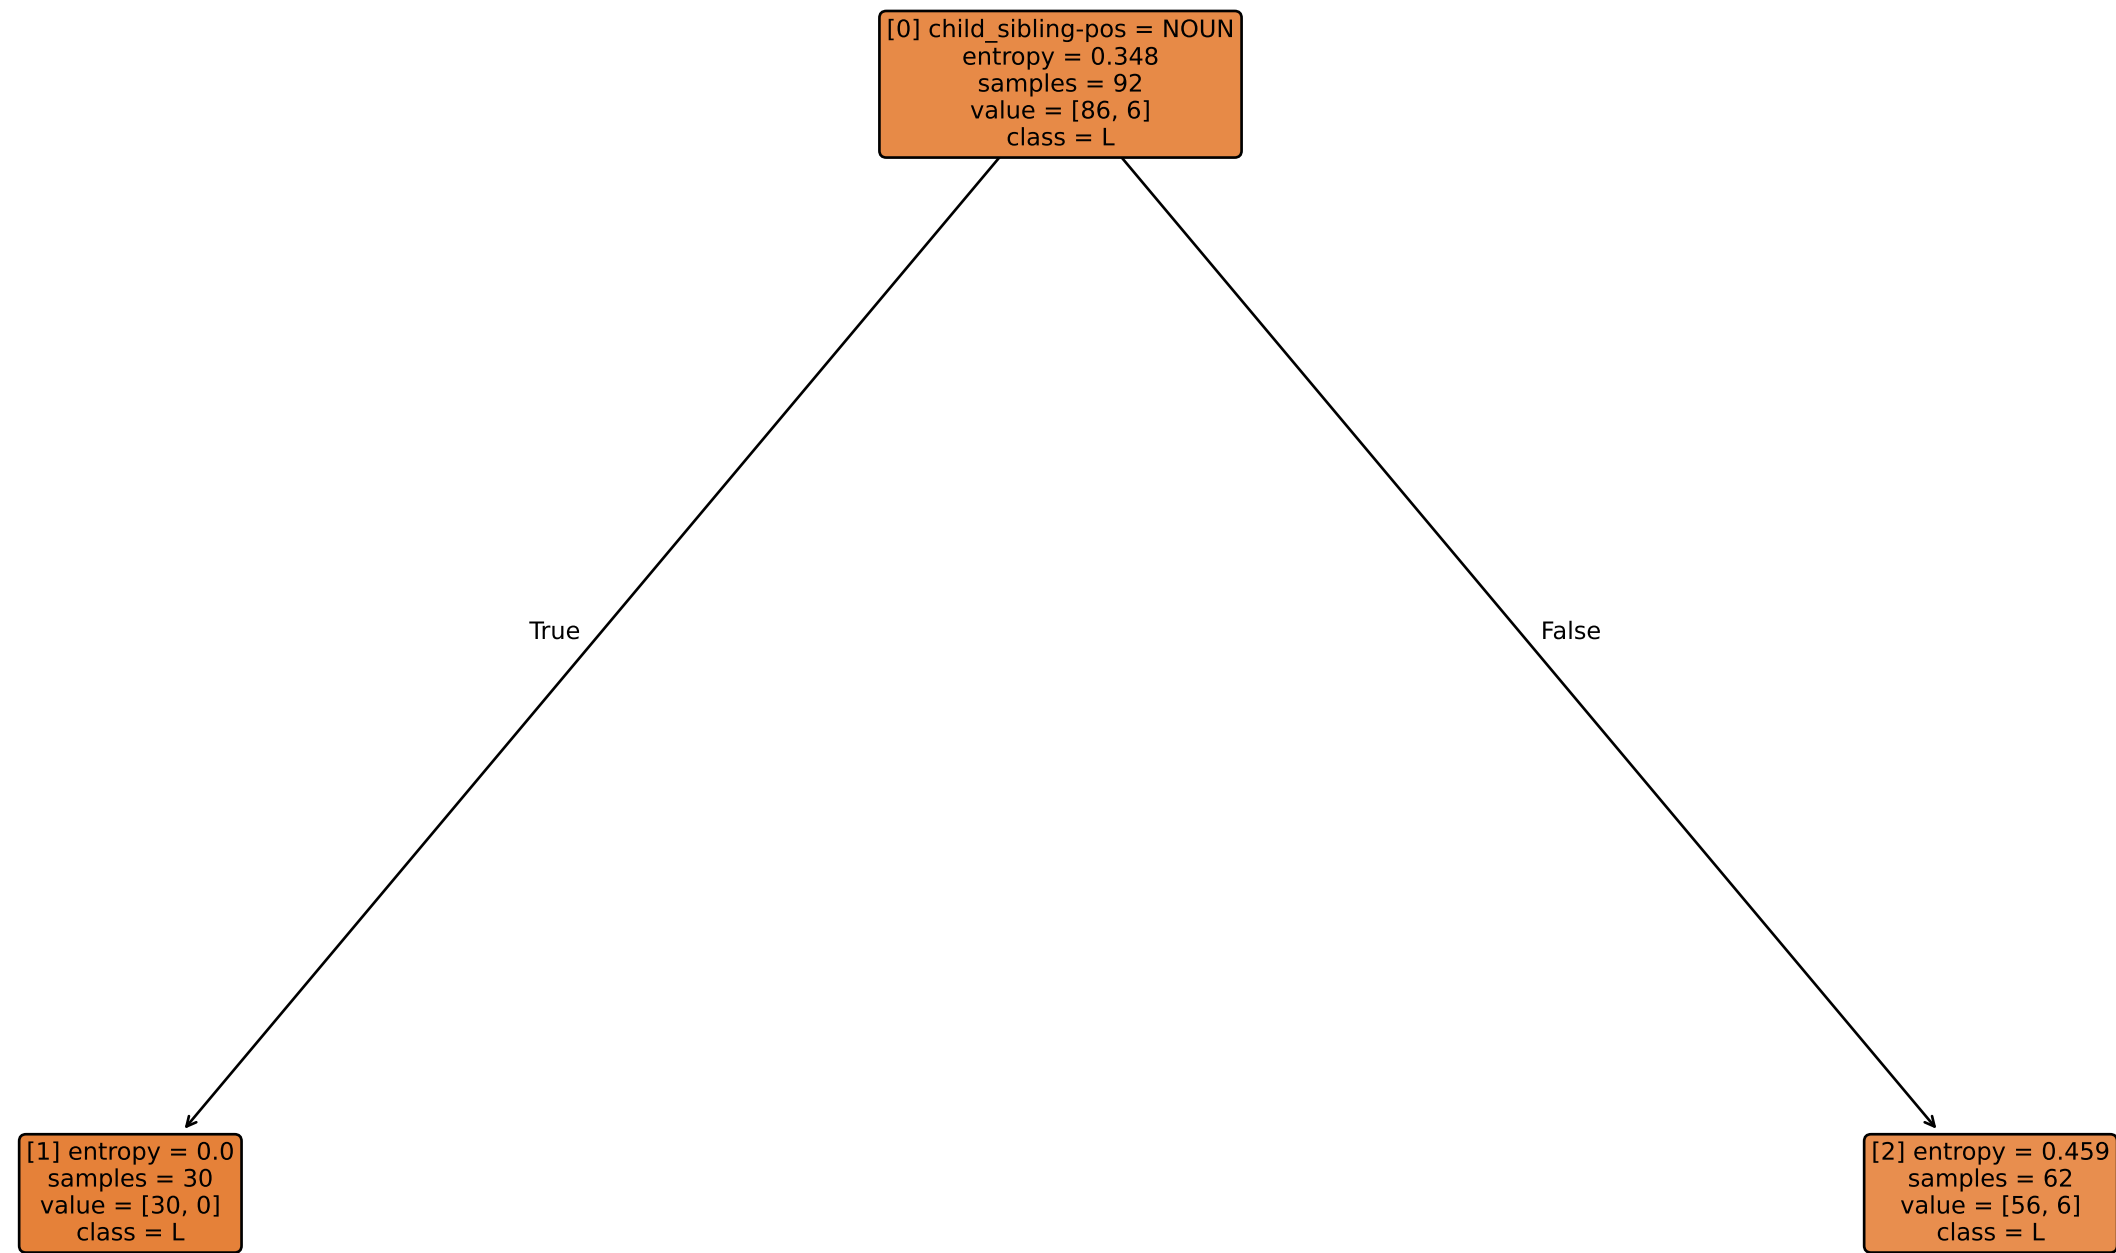 [0] child_sibling-pos = NOUN
entropy = 0.348
samples = 92
value = [86, 6]
class = L
True
False
[1] entropy = 0.0
samples = 30
value = [30, 0]
class = L
[2] entropy = 0.459
samples = 62
value = [56, 6]
class = L